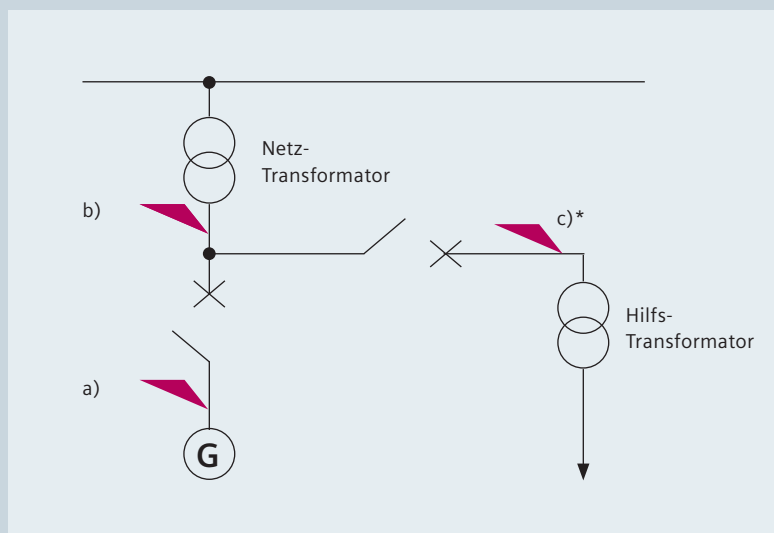 Netz-
Transformator
b)
c)*
Hilfs-
Transformator
a)
G